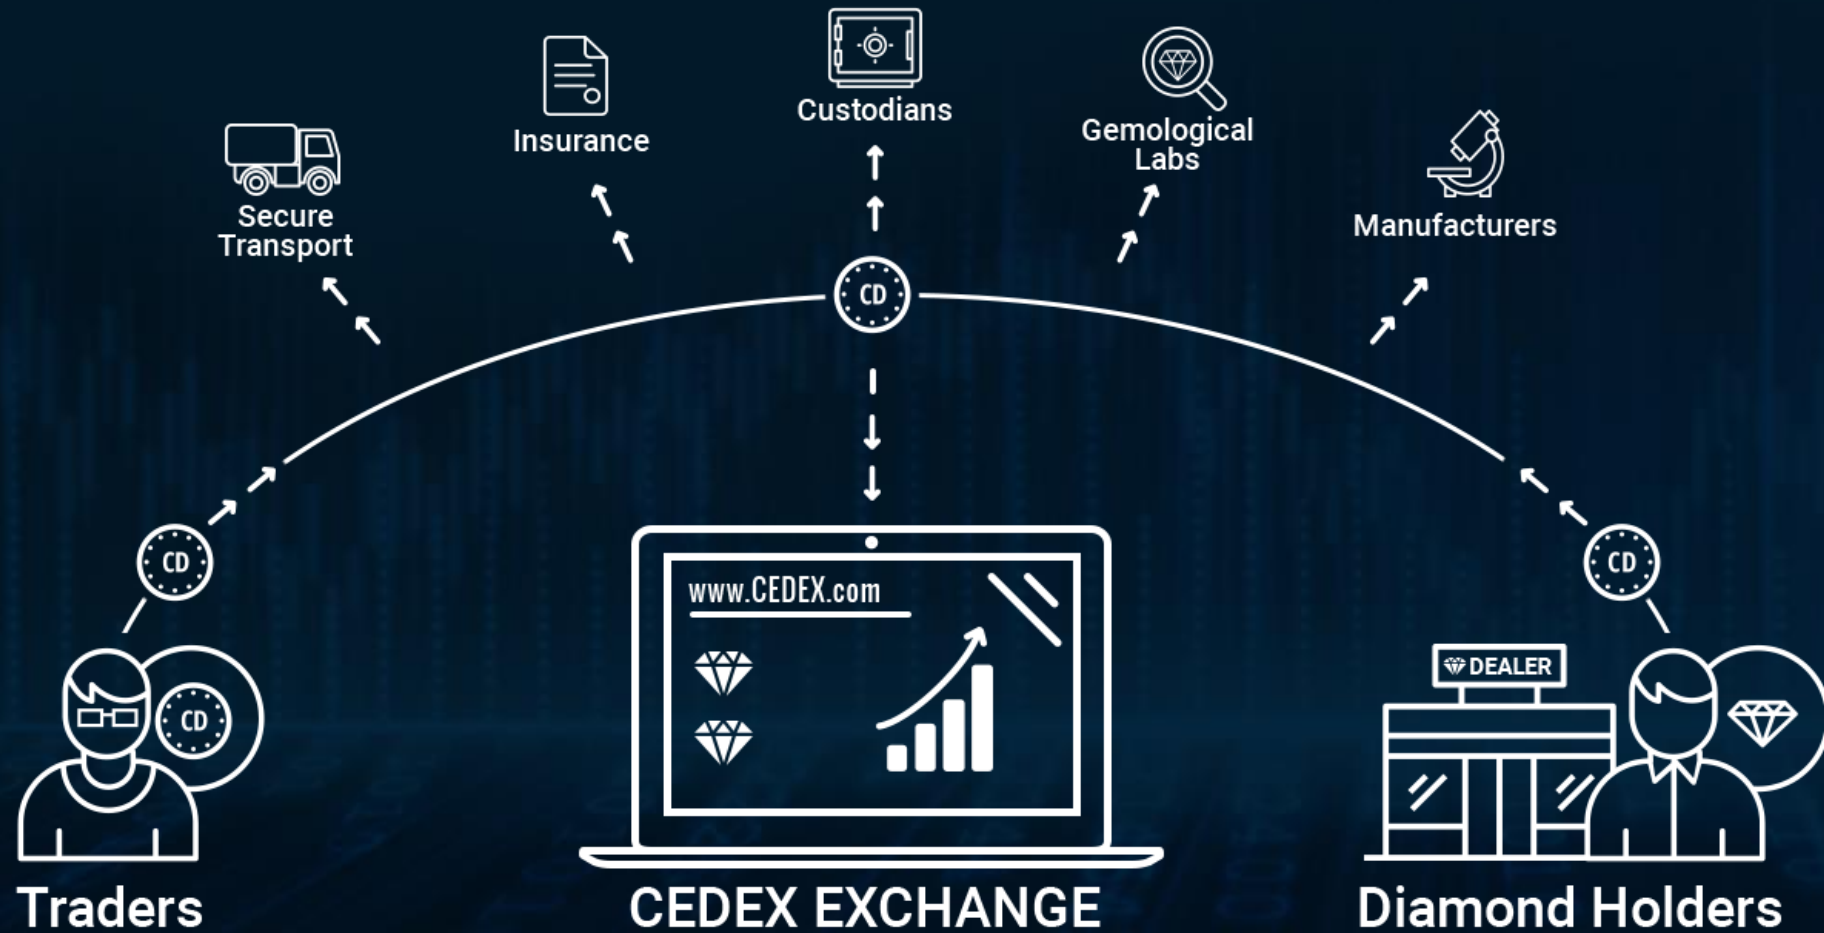 Secure
Transport
Insurance
Custodians
Gemological
Labs
Manufacturers
CD
CD
CD
www.CEDEX.com
DEALER
CD
Traders
CEDEX EXCHANGE
Diamond Holders